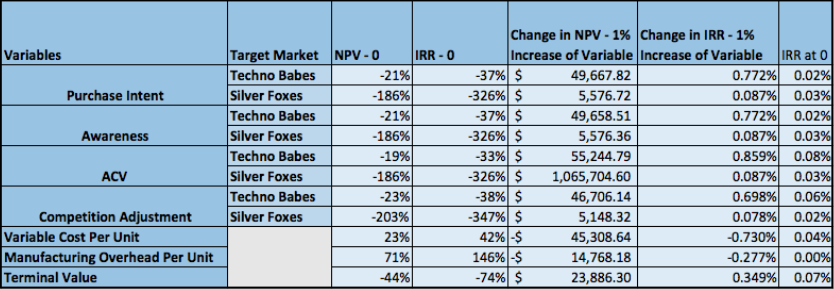 Change in NPV - 1% Change in IRR - 1%
Variables Target Market NPV - 0 IRR - 0 Increase of Variable Increase of Variable IRR at 0
Techno Babes -21% -37% $ 49,667.82 0.772% 0.02%
Purchase Intent Silver Foxes -186% -326% $ 5,576.72 0.087% 0.03%
Techno Babes -21% -37% $ 49,658.51 0.772% 0.02%
Awareness Silver Foxes -186% -326% $ 5,576.36 0.087% 0.03%
Techno Babes -19% -33% $ 55,244.79 0.859% 0.08%
ACV Silver Foxes -186% -326% $ 1,065,704.60 0.087% 0.03%
Techno Babes -23% -38% $ 46,706.14 0.698% 0.06%
Competition Adjustment Silver Foxes -203% -347% $ 5,148.32 0.078% 0.02%
Variable Cost Per Unit 23% 42% -$ 45,308.64 -0.730% 0.04%
Manufacturing Overhead Per Unit 71% 146% -$ 14,768.18 -0.277% 0.00%
Terminal Value -44% -74% $ 23,886.30 0.349% 0.07%